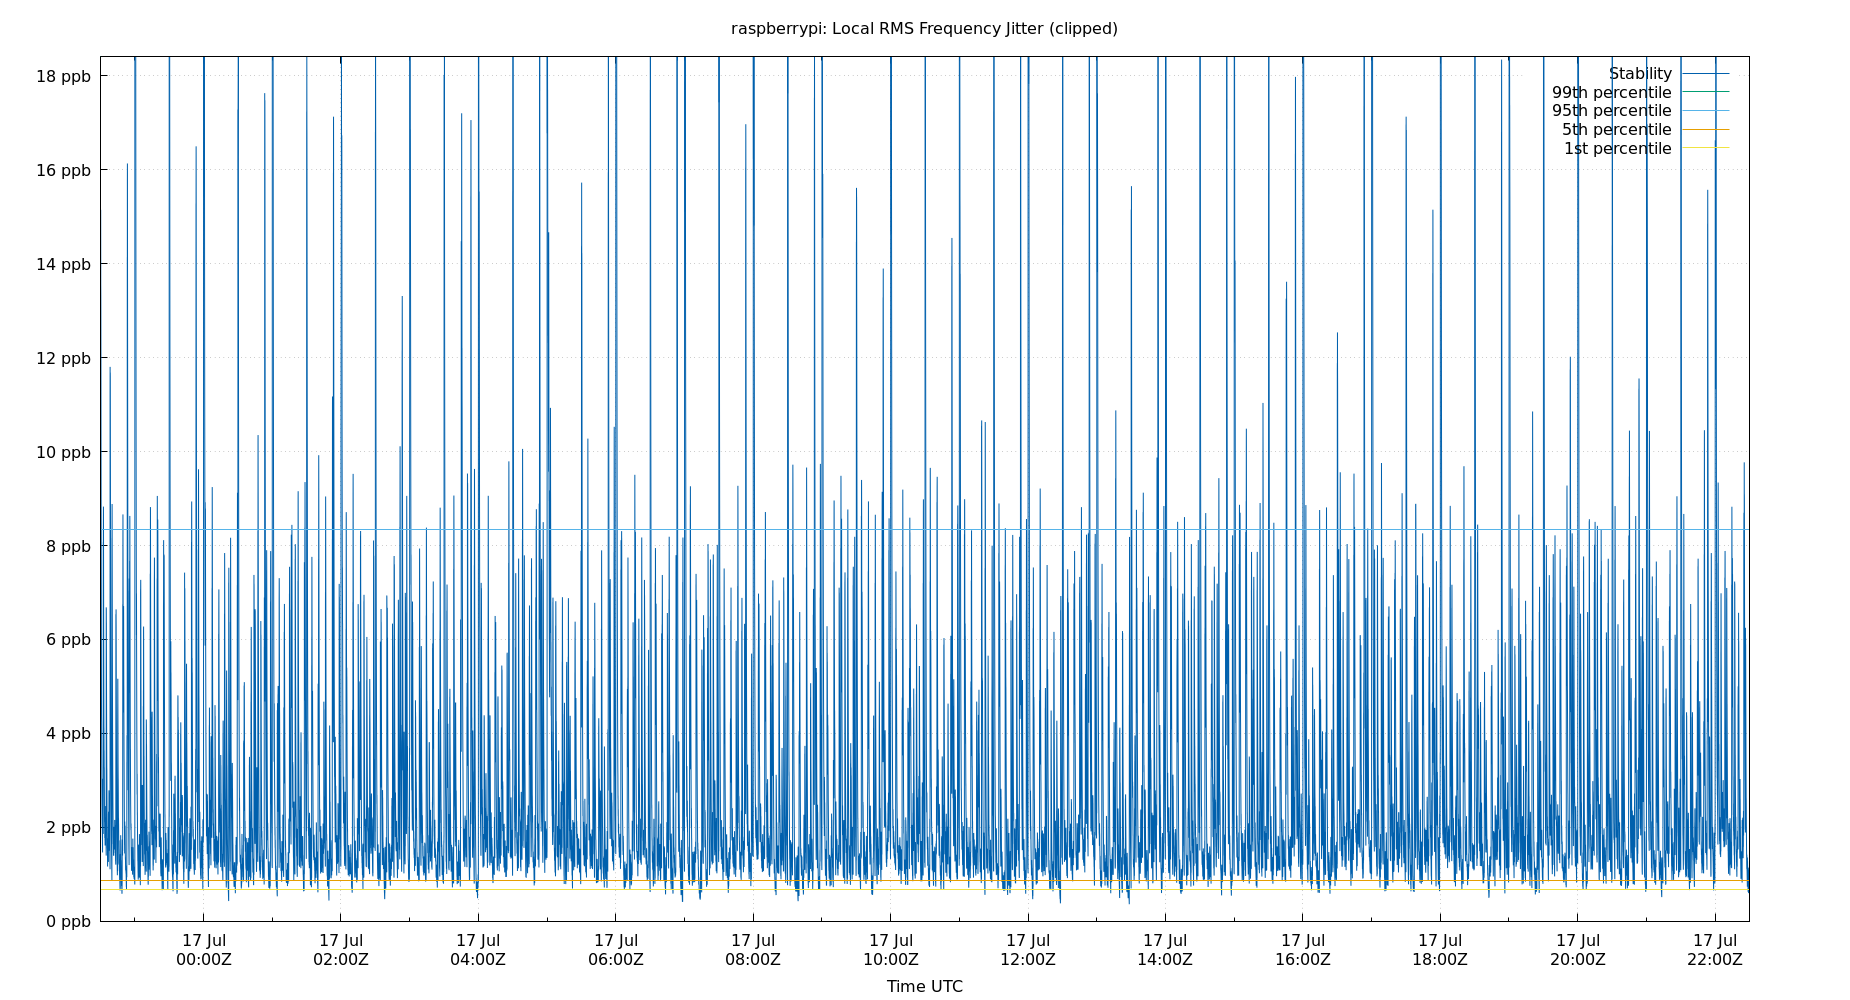 raspberrypi: Local RMS Frequency Jitter (clipped)
18 ppb
16 ppb
14 ppb
12 ppb
10 ppb
8 ppb
6 ppb
4 ppb
2 ppb
0 ppb
Stability
99th percentile
95th percentile
5th percentile
1st percentile
17 Jul 17 Jul 17 Jul 17 Jul 17 Jul 17 Jul 17 Jul 17 Jul 17 Jul 17 Jul 17 Jul 17 Jul
00:00Z 02:00Z 04:00Z 06:00Z 08:00Z 10:00Z 12:00Z 14:00Z 16:00Z 18:00Z 20:00Z 22:00Z
Time UTC